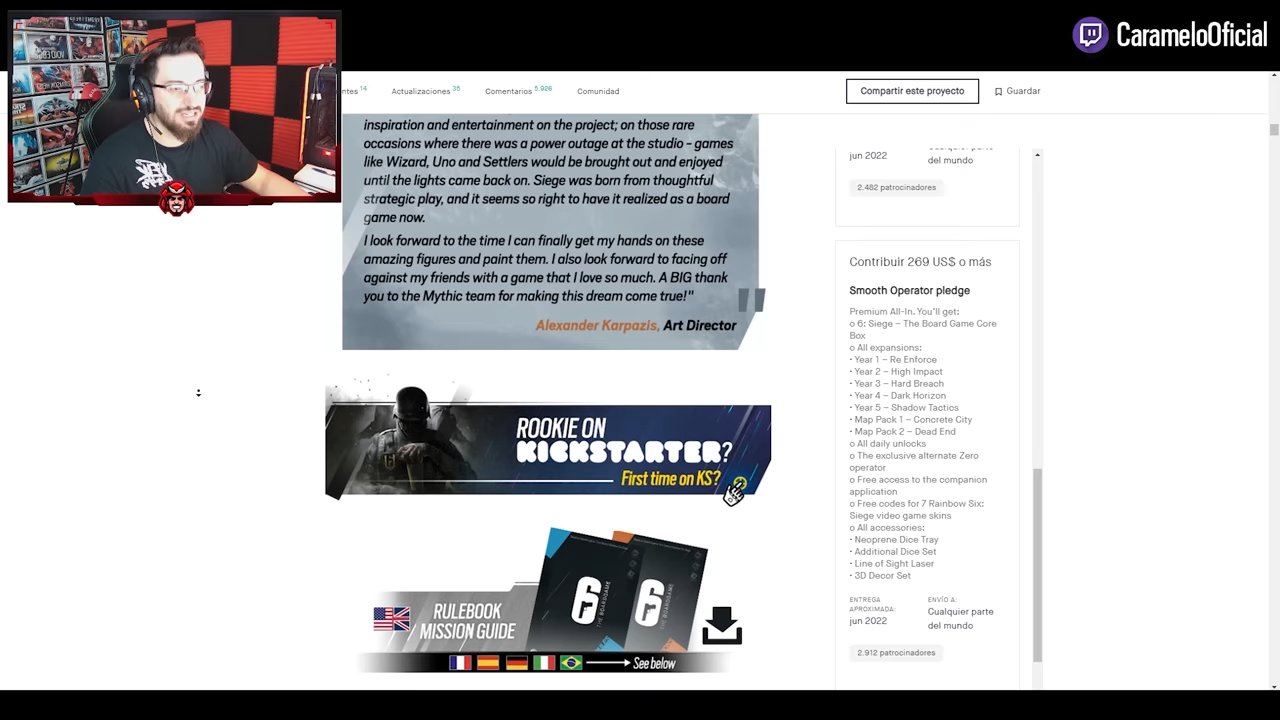 CarameloOficial
ntes 14
Actualizaciones 35
Comentarios 5.926
Comunidad
Compartir este proyecto
Guardar
inspiration and entertainment on the project; on those rare
occasions where there was a power outage at the studio - games
like Wizard, Uno and Settlers would be brought out and enjoyed
until the lights came back on. Siege was born from thoughtful
strategic play, and it seems so right to have it realized as a board
game now.
I look forward to the time I can finally get my hands on these
amazing figures and paint them. I also look forward to facing off
against my friends with a game that I love so much. A BIG thank
you to the Mythic team for making this dream come true!"
Alexander Karpazis, Art Director
ROOKIE ON
KICKSTARTER?
First time on KS?
RULEBOOK
MISSION GUIDE
6
6
See below
jun 2022
Cualquier parte
del mundo
2.482 patrocinadores
Contribuir 269 US$ o más
Smooth Operator pledge
Premium All-In. You'll get:
o 6: Siege – The Board Game Core
Box
o All expansions:
• Year 1 – Re Enforce
• Year 2 – High Impact
• Year 3 – Hard Breach
• Year 4 – Dark Horizon
• Year 5 – Shadow Tactics
• Map Pack 1 – Concrete City
• Map Pack 2 – Dead End
o All daily unlocks
o The exclusive alternate Zero
operator
o Free access to the companion
application
o Free codes for 7 Rainbow Six:
Siege video game skins
o All accessories:
• Neoprene Dice Tray
• Additional Dice Set
• Line of Sight Laser
• 3D Decor Set
ENTREGA
APROXIMADA:
jun 2022
ENVÍO A:
Cualquier parte
del mundo
2.912 patrocinadores